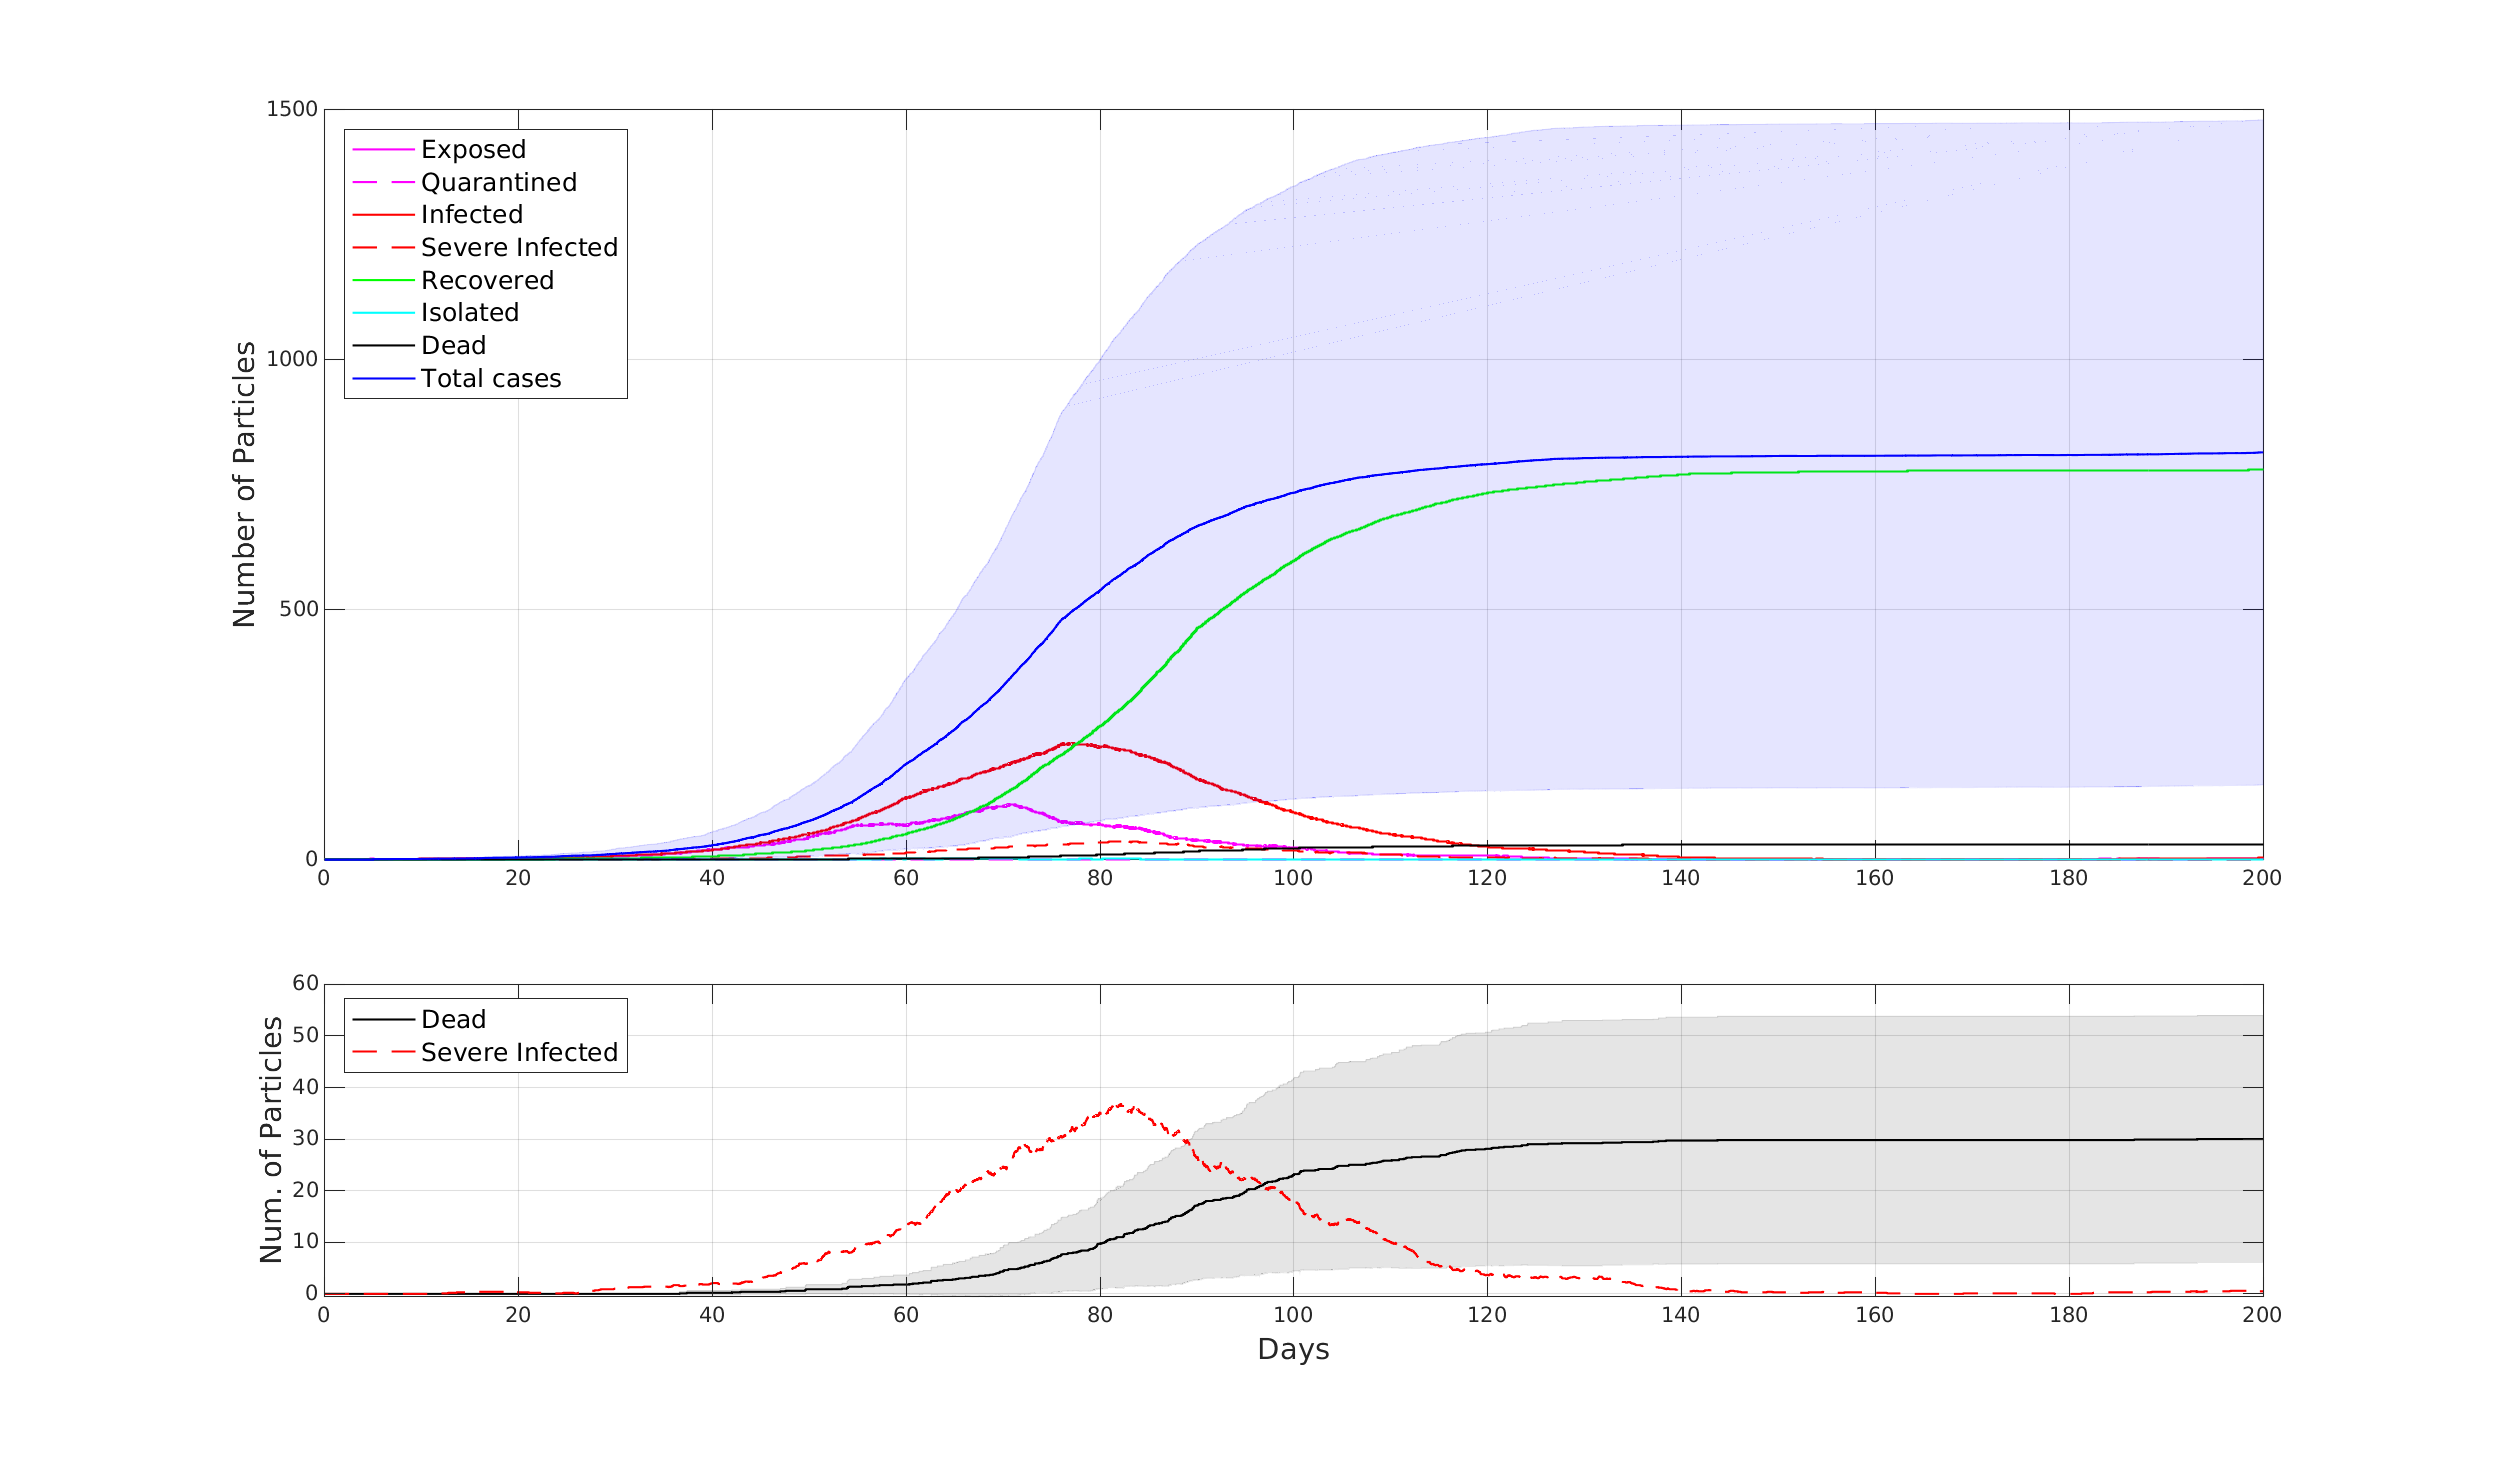 1500
1000
500
0
Number of Particles
Exposed
Quarantined
Infected
Severe Infected
Recovered
Isolated
Dead
Total cases
0 20 40 60 80 100 120 140 160 180 200
60
50
40
30
20
10
0
Num. of Particles
Dead
Severe Infected
0 20 40 60 80 100 120 140 160 180 200
Days